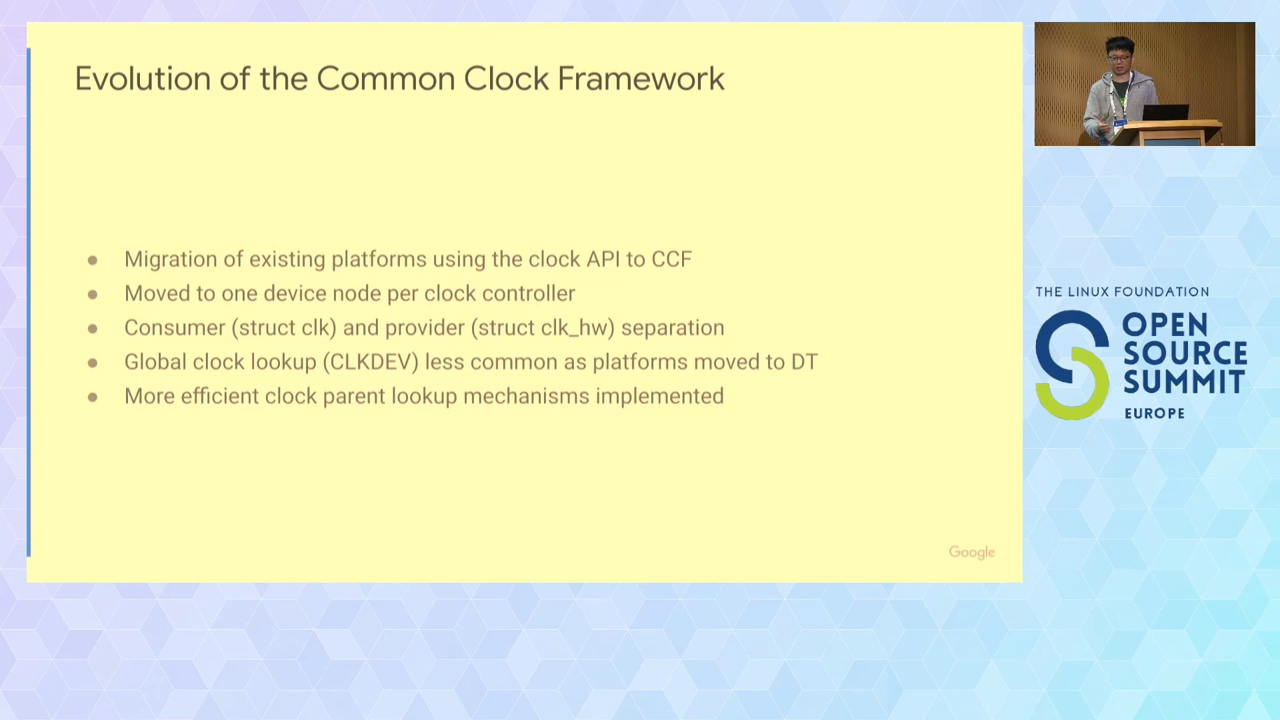 Evolution of the Common Clock Framework
● Migration of existing platforms using the clock API to CCF
● Moved to one device node per clock controller
● Consumer (struct clk) and provider (struct clk_hw) separation
● Global clock lookup (CLKDEV) less common as platforms moved to DT
● More efficient clock parent lookup mechanisms implemented
Google
THE LINUX FOUNDATION
OPEN
SOURCE
SUMMIT
EUROPE